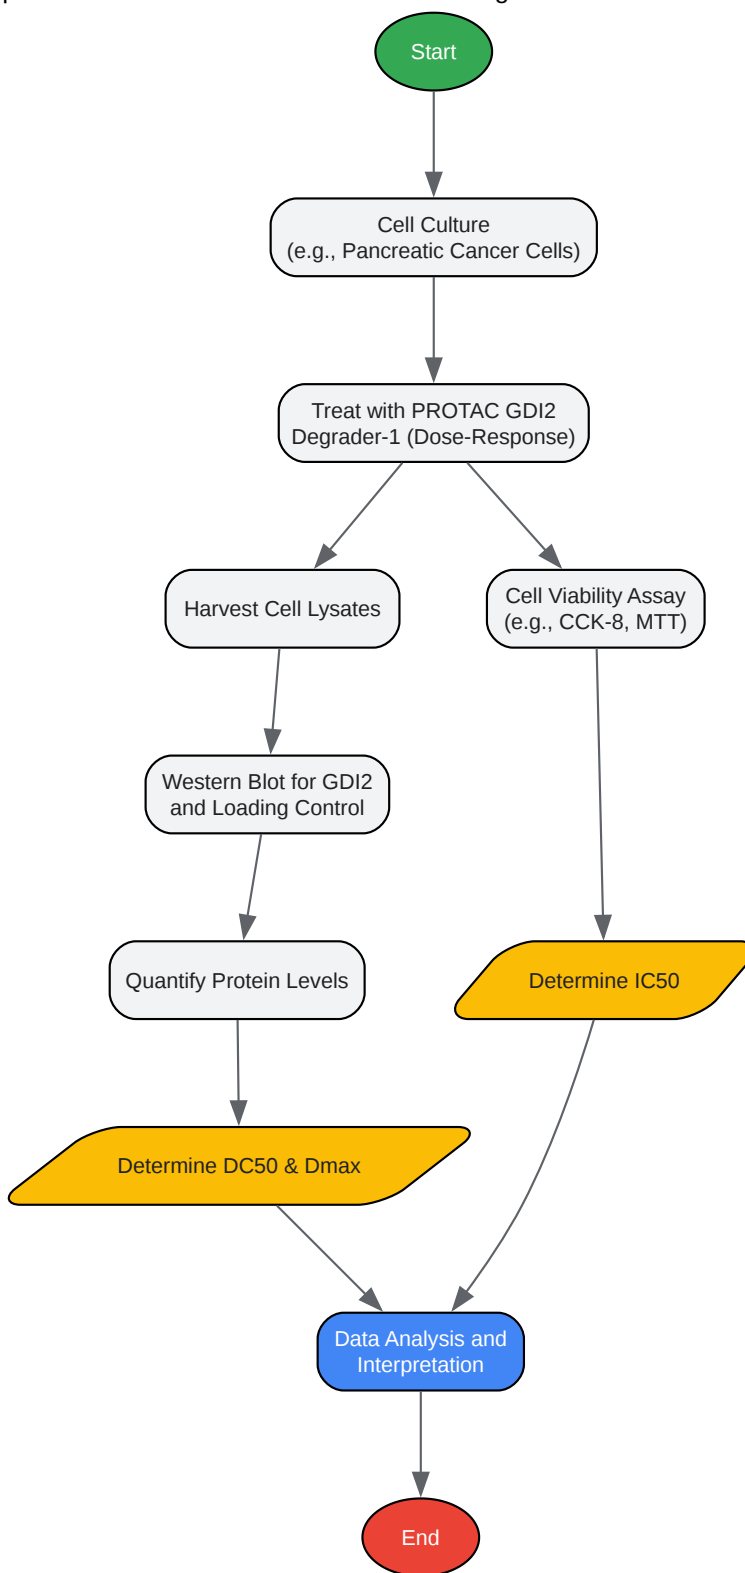 Start
Cell Culture
(e.g., Pancreatic Cancer Cells)
Treat with PROTAC GDI2
Degrader-1 (Dose-Response)
Harvest Cell Lysates
Cell Viability Assay
(e.g., CCK-8, MTT)
Western Blot for GDI2
and Loading Control
Quantify Protein Levels
Determine IC50
Determine DC50 & Dmax
Data Analysis and
Interpretation
End